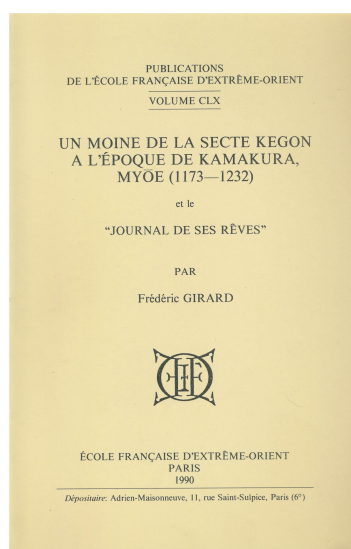 PUBLICATIONS
DE L'ÉCOLE FRANÇAISE D'EXTRÊME-ORIENT
VOLUME CLX
UN MOINE DE LA SECTE KEGON
A L'ÉPOQUE DE KAMAKURA,
MYŌE (1173—1232)
et le
"JOURNAL DE SES RÊVES"
PAR
Frédéric GIRARD
ÉCOLE FRANÇAISE D'EXTRÊME-ORIENT
PARIS
1990
Dépositaire: Adrien-Maisonneuve, 11, rue Saint-Sulpice, Paris (6e)